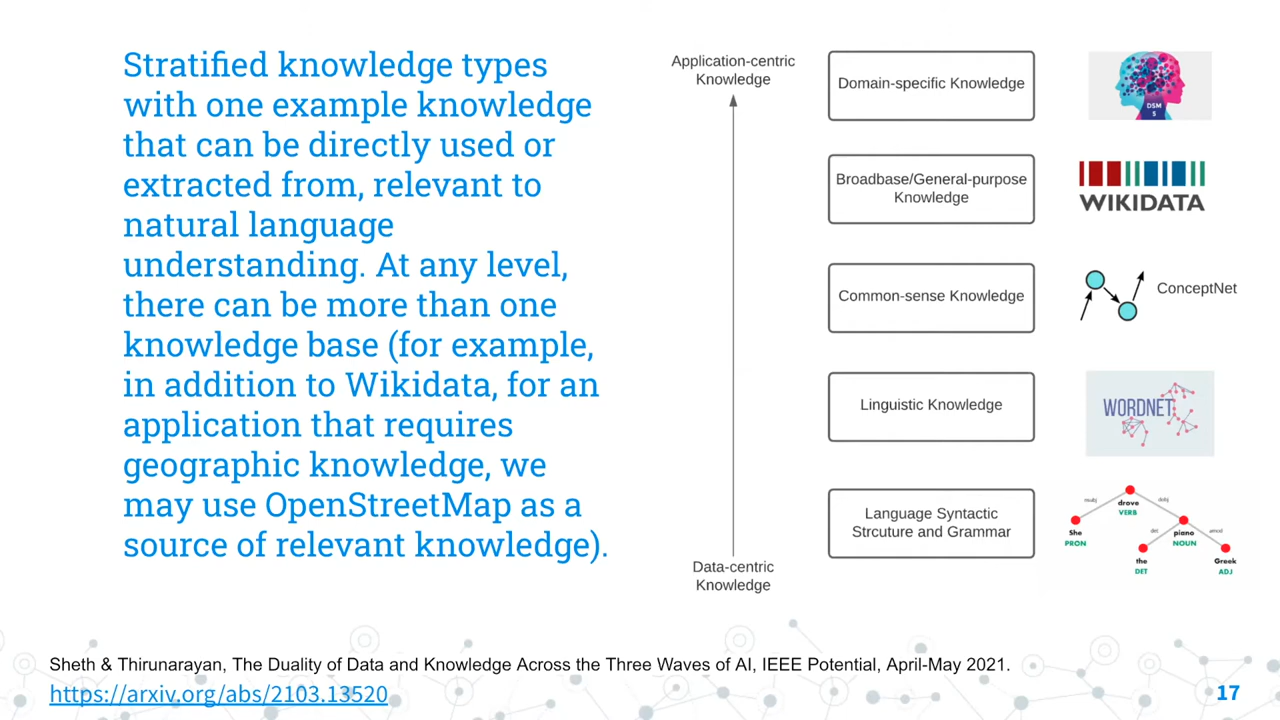 Stratified knowledge types
with one example knowledge
that can be directly used or
extracted from, relevant to
natural language
understanding. At any level,
there can be more than one
knowledge base (for example,
in addition to Wikidata, for an
application that requires
geographic knowledge, we
may use OpenStreetMap as a
source of relevant knowledge).
Application-centric
Knowledge
Data-centric
Knowledge
Domain-specific Knowledge
DSM
5
Broadbase/General-purpose
Knowledge
WIKIDATA
Common-sense Knowledge
ConceptNet
Linguistic Knowledge
WORDNET
Language Syntactic
Strcuture and Grammar
nsubj
drove
VERB
dobj
She
PRON
det
piano
NOUN
amod
the
DET
Greek
ADJ
Sheth & Thirunarayan, The Duality of Data and Knowledge Across the Three Waves of AI, IEEE Potential, April-May 2021.
https://arxiv.org/abs/2103.13520
17